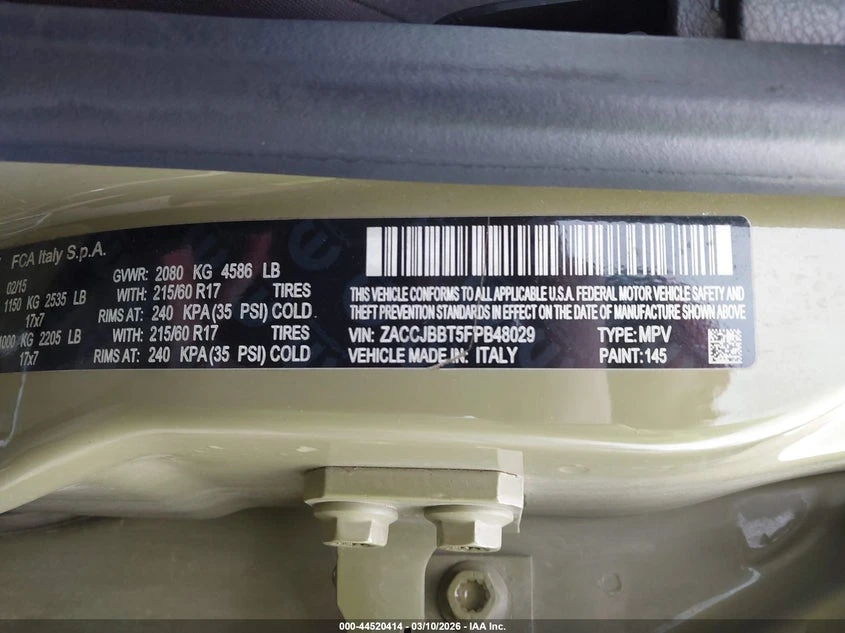 FCA Italy S.p.A.
02/15
GVWR: 2080 KG 4586 LB
1150 KG 2535 LB
WITH: 215/60 R17 TIRES
17x7
RIMS AT: 240 KPA (35 PSI) COLD
2205 LB
WITH: 215/60 R17 TIRES
17x7
RIMS AT: 240 KPA (35 PSI) COLD
THIS VEHICLE CONFORMS TO ALL APPLICABLE U.S.A. FEDERAL MOTOR VEHICLE SAFETY AND
THEFT PREVENTION STANDARDS IN EFFECT ON THE DATE OF MANUFACTURE SHOWN ABOVE
VIN: ZACCJBBT5FPB48029 TYPE: MPV
VEHICLE MADE IN: ITALY PAINT: 145
000-44520414 - 03/10/2026 - IAA Inc.